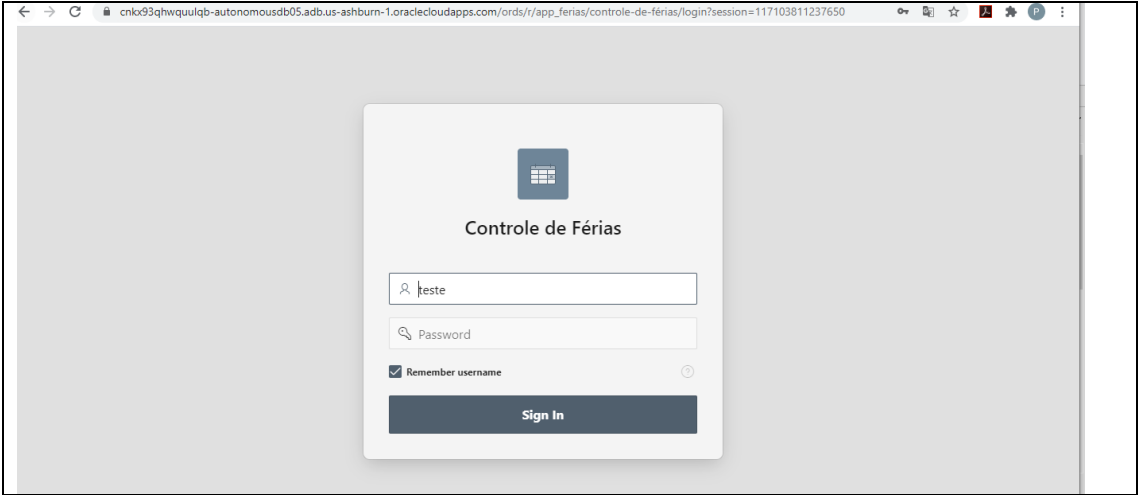 cnkx93qhwquulqb-autonomousdb05.adb.us-ashburn-1.oraclecloudapps.com/ords/r/app_ferias/controle-de-férias/login?session=117103811237650
P
Controle de Férias
teste
Password
Remember username
?
Sign In